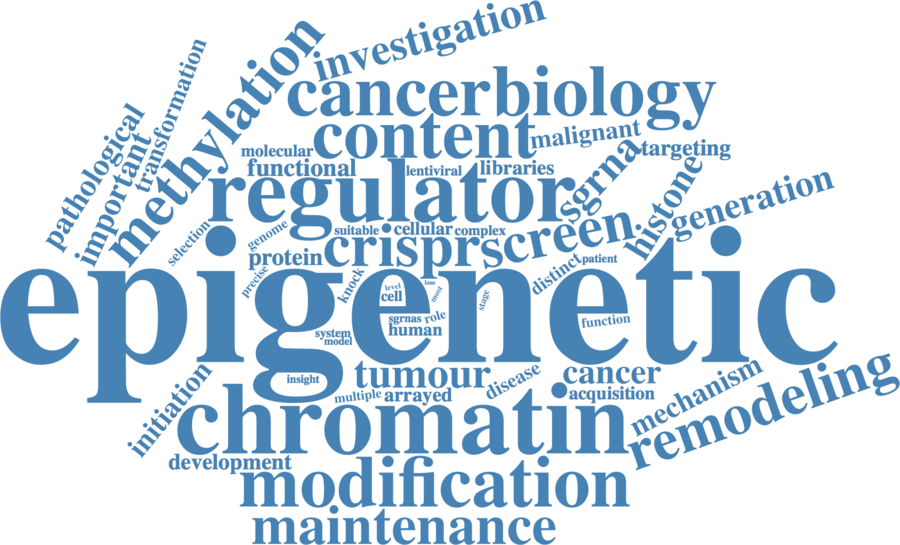 investigation
transformation
methylation
pathological
important
cancerbiology
content
malignant
molecular
functional
lentiviral
libraries
targeting
regulator
sgrna
histone
generation
selection
genome
suitable
cellular
complex
screen
crispr
protein
precise
knock
distinct
patient
epigenetic
level
cell
loss
most
stage
sgrnas
role
human
function
system
model
insight
tumour
disease
cancer
multiple
arrayed
acquisition
mechanism
initiation
chromatin
remodeling
development
modification
maintenance